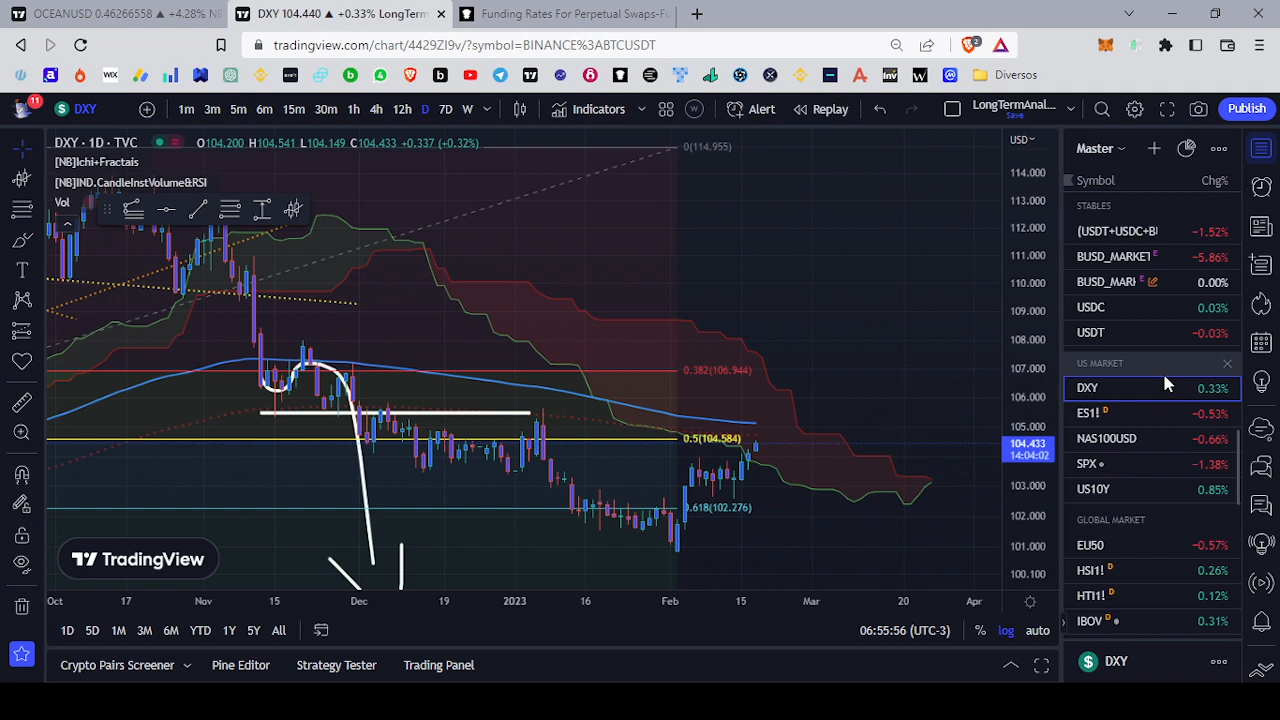 OCEANUSD 0.46266558 ▲ +4.28% N
DXY 104.440 ▲ +0.33% LongTerm
Funding Rates For Perpetual Swaps-Fu
tradingview.com/chart/4429ZI9v/?symbol=BINANCE%3ABTCUSDT
2
WIX
Inv
W
Diversos
11
DXY
1m 3m 5m 6m 15m 30m 1h 4h 12h D 7D W
Indicators
Alert
Replay
LongTermAnal...
Save
Publish
DXY · 1D · TVC
O104.200 H104.541 L104.149 C104.433 +0.337 (+0.32%)
[NB]Ichi+Fractais
[NB]IND.CandleInstVolume&RSI
Vol
0(114.955)
0.382(106.944)
0.5(104.584)
0.618(102.276)
USD
114.000
113.000
112.000
111.000
110.000
109.000
108.000
107.000
106.000
105.000
104.433
14:04:02
103.000
102.000
101.000
100.100
TradingView
Oct 17 Nov 15 Dec 19 2023 16 Feb 15 Mar 20 Apr
1D 5D 1M 3M 6M YTD 1Y 5Y All
06:55:56 (UTC-3)
% log auto
Crypto Pairs Screener
Pine Editor
Strategy Tester
Trading Panel
Master
Symbol Chg%
STABLES
(USDT+USDC+BU −1.52%
BUSD_MARKET E −5.86%
BUSD_MARK E 0.00%
USDC 0.03%
USDT −0.03%
US MARKET
DXY 0.33%
ES1! D −0.53%
NAS100USD −0.66%
SPX −1.38%
US10Y 0.85%
GLOBAL MARKET
EU50 −0.57%
HSI1! D 0.26%
HTI1! D 0.12%
IBOV D 0.31%
$ DXY